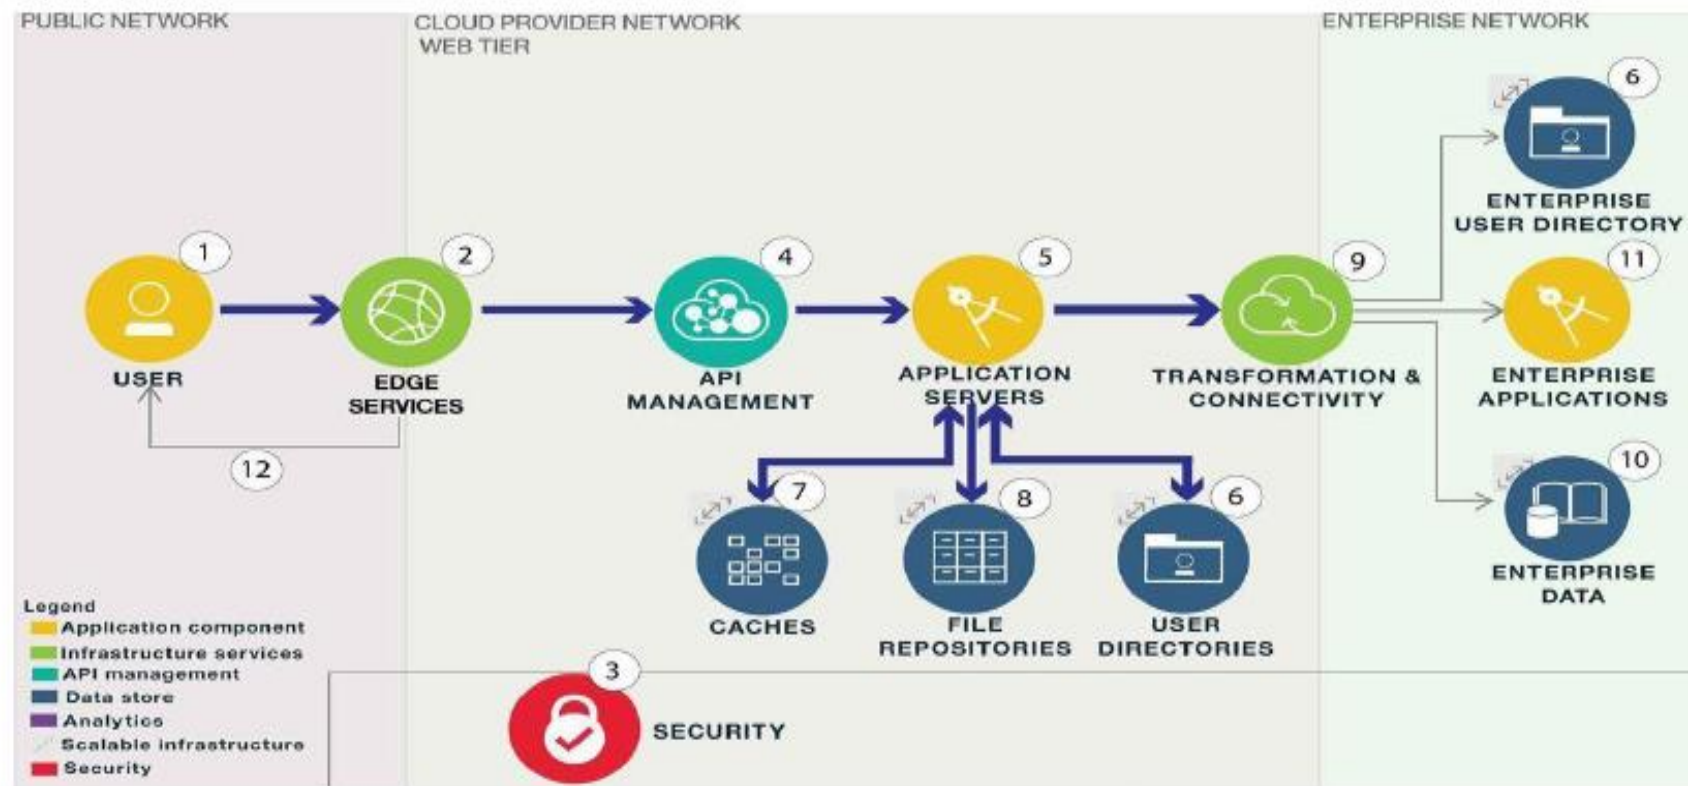 PUBLIC NETWORK
CLOUD PROVIDER NETWORK
WEB TIER
ENTERPRISE NETWORK
6
ENTERPRISE
USER DIRECTORY
1
USER
2
EDGE
SERVICES
4
API
MANAGEMENT
5
APPLICATION
SERVERS
9
TRANSFORMATION &
CONNECTIVITY
11
ENTERPRISE
APPLICATIONS
12
7
CACHES
8
FILE
REPOSITORIES
6
USER
DIRECTORIES
10
ENTERPRISE
DATA
3
SECURITY
Legend
Application component
Infrastructure services
API management
Data store
Analytics
Scalable infrastructure
Security